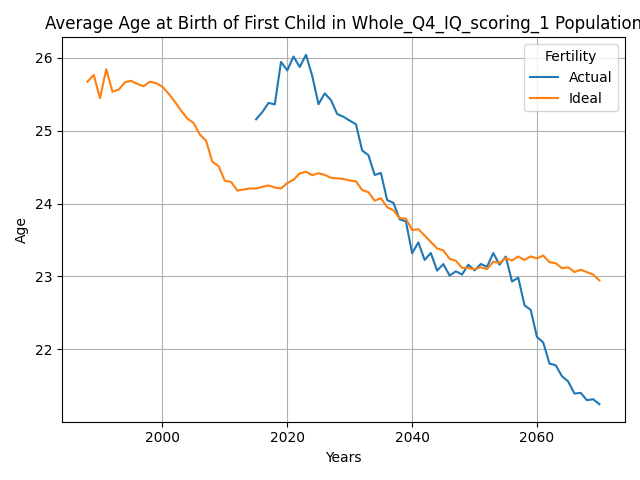 Average Age at Birth of First Child in Whole_Q4_IQ_scoring_1 Population
Fertility
Actual
Ideal
26
25
24
23
22
Age
2000
2020
2040
2060
Years